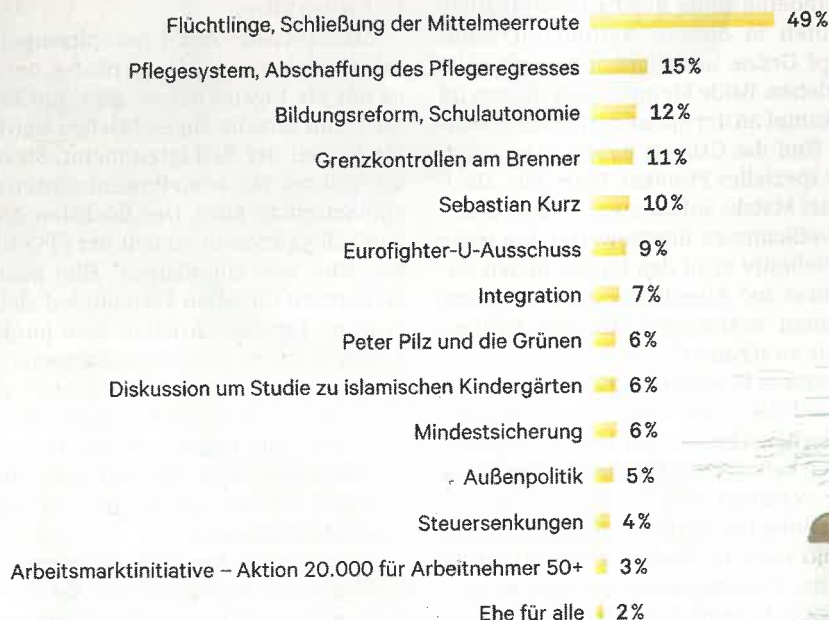 Flüchtlinge, Schließung der Mittelmeerroute 49%
Pflegesystem, Abschaffung des Pflegeregresses 15%
Bildungsreform, Schulautonomie 12%
Grenzkontrollen am Brenner 11%
Sebastian Kurz 10%
Eurofighter-U-Ausschuss 9%
Integration 7%
Peter Pilz und die Grünen 6%
Diskussion um Studie zu islamischen Kindergärten 6%
Mindestsicherung 6%
Außenpolitik 5%
Steuersenkungen 4%
Arbeitsmarktinitiative – Aktion 20.000 für Arbeitnehmer 50+ 3%
Ehe für alle 2%